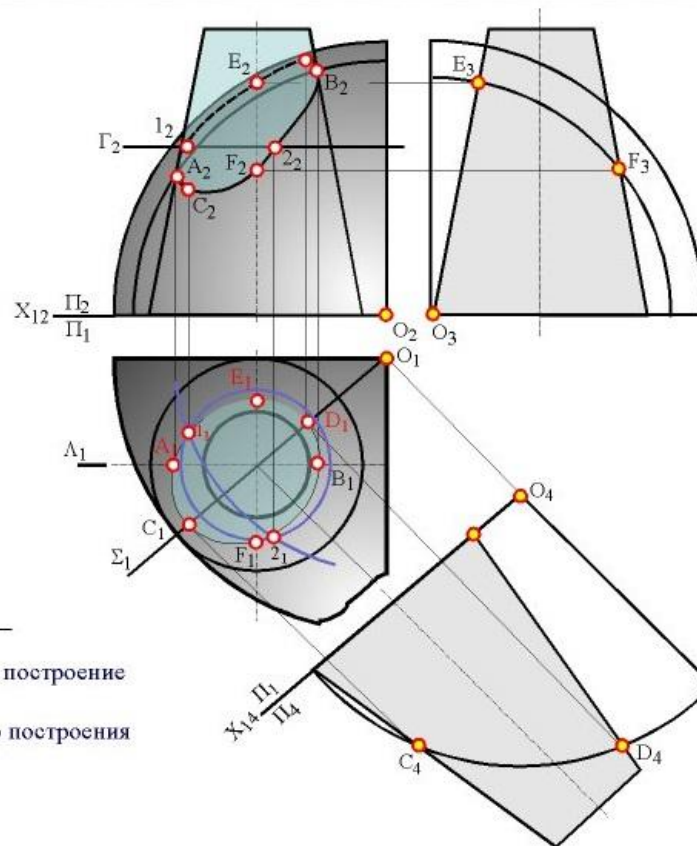 E₂
B₂
1₂
Γ₂
A₂
F₂
2₂
C₂
E₃
F₃
X₁₂ П₂
П₁
O₂
O₃
O₁
E₁
D₁
1₁
A₁
Λ₁
B₁
C₁
F₁
2₁
Σ₁
O₄
построение
построения
X₁₄ П₁
П₄
C₄
D₄